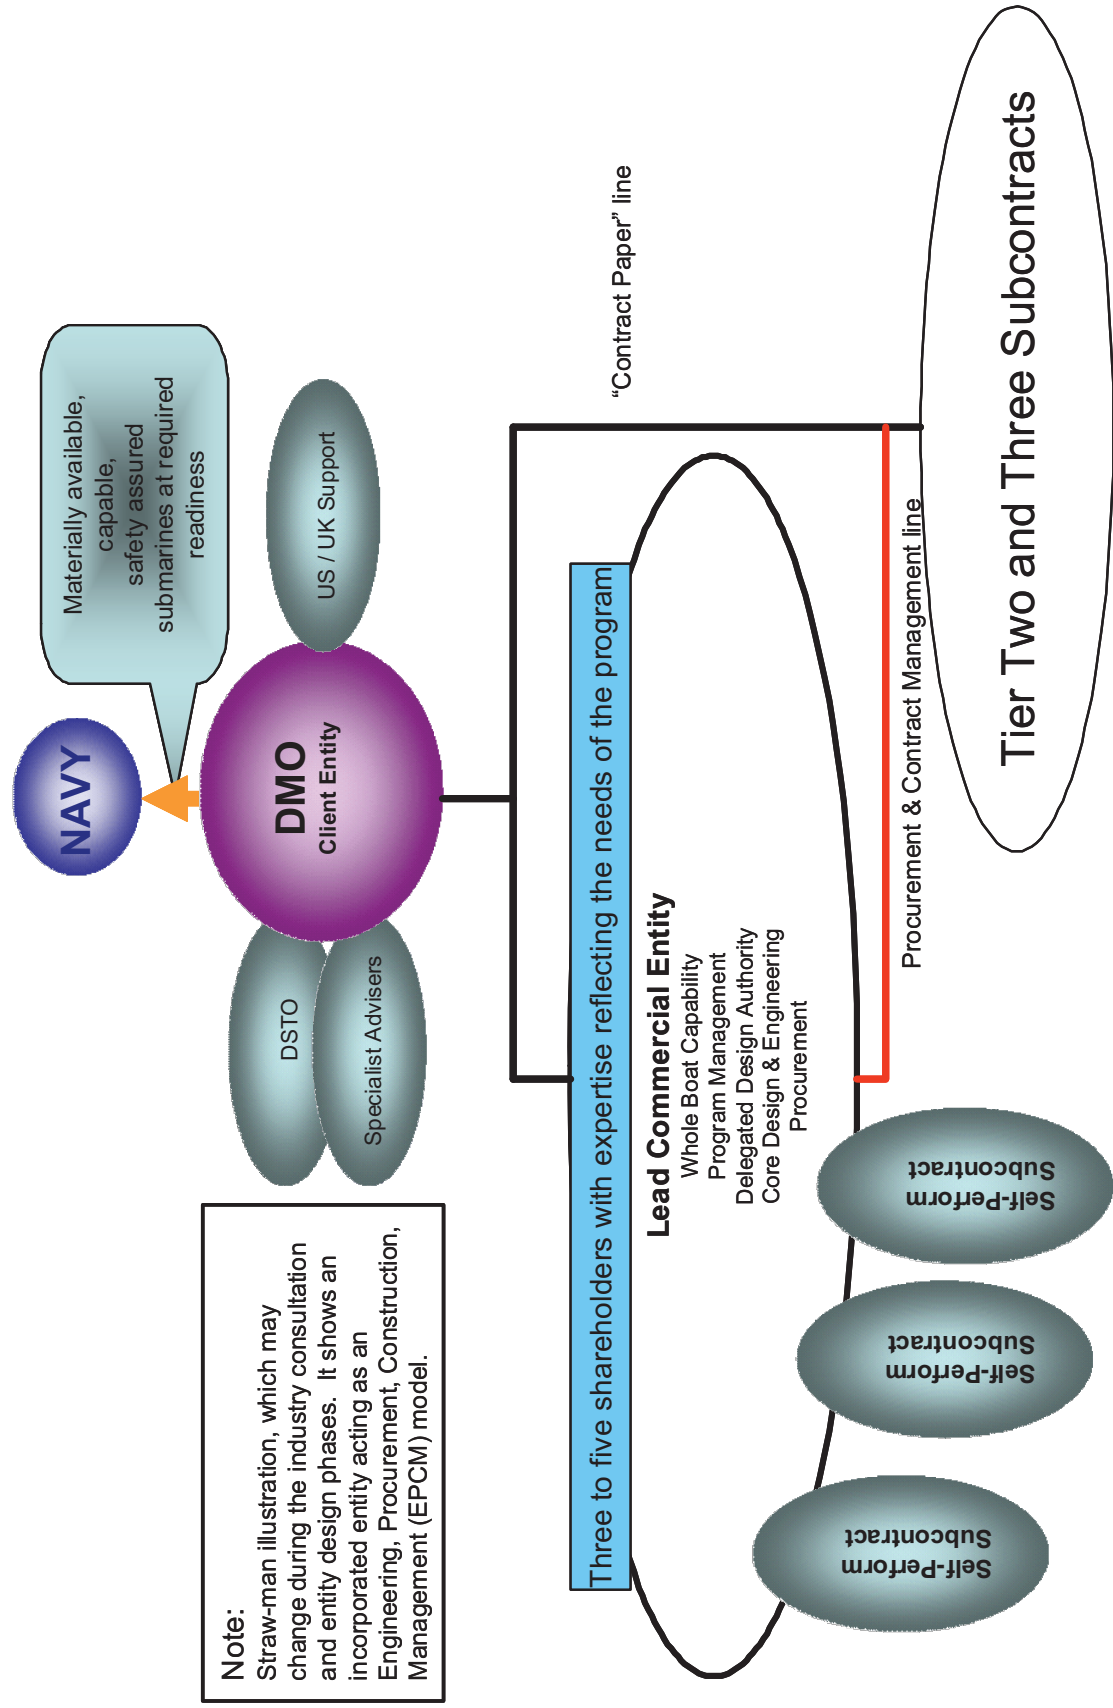 NAVY
Materially available,
capable,
safety assured
submarines at required
readiness
DMO
Client Entity
DSTO
Specialist Advisers
US / UK Support
Note:
Straw-man illustration, which may
change during the industry consultation
and entity design phases.  It shows an
incorporated entity acting as an
Engineering, Procurement, Construction,
Management (EPCM) model.
Three to five shareholders with expertise reflecting the needs of the program
“Contract Paper” line
Lead Commercial Entity
Whole Boat Capability
Program Management
Delegated Design Authority
Core Design & Engineering
Procurement
Procurement & Contract Management line
Self-Perform
Subcontract
Self-Perform
Subcontract
Self-Perform
Subcontract
Tier Two and Three Subcontracts